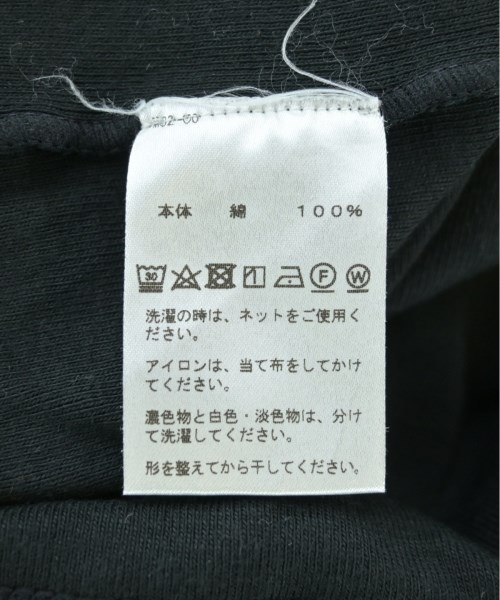 本体　綿　１００％
30 F W
洗濯の時は、ネットをご使用く
ださい。
アイロンは、当て布をしてかけ
てください。
濃色物と白色・淡色物は、分け
て洗濯してください。
形を整えてから干してください。